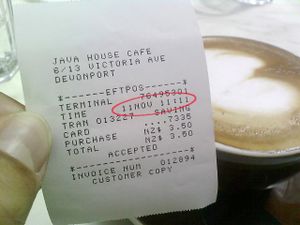 JAVA HOUSE CAFE
6/13 VICTORIA AVE
DEVONPORT
*-------EFTPOS-------*
TERMINAL 76495301
TIME 11NOV 11:11
TRAN 013227 SAVING
CARD ....7335
PURCHASE NZ$ 3.50
TOTAL NZ$ 3.50
ACCEPTED
*--------------------*
INVOICE NUM 012894
CUSTOMER COPY